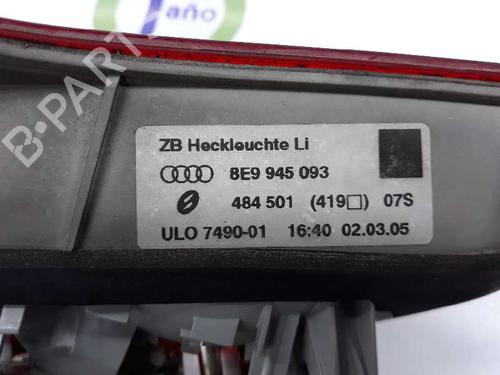 año
B-PARTS
ZB Heckleuchte Li
8E9 945 093
484 501 (419□) 07S
ULO 7490-01 16:40 02.03.05